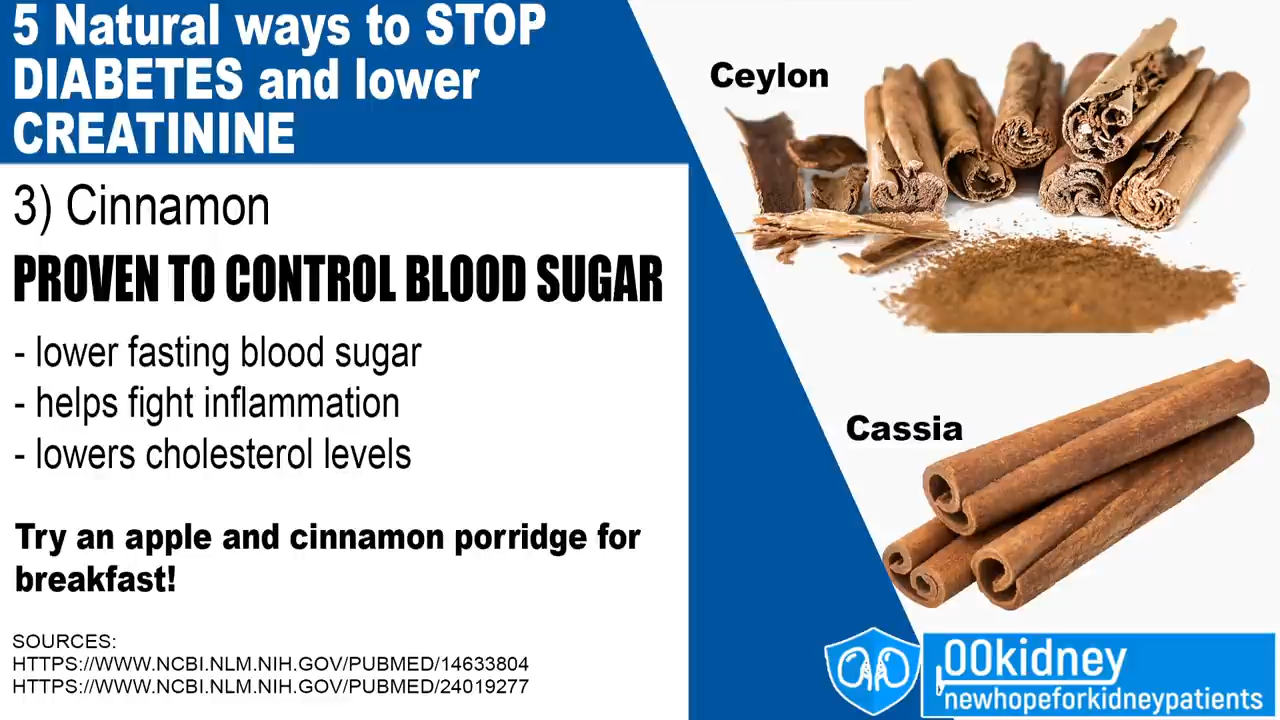 5 Natural ways to STOP
DIABETES and lower
CREATININE
3) Cinnamon
PROVEN TO CONTROL BLOOD SUGAR
- lower fasting blood sugar
- helps fight inflammation
- lowers cholesterol levels
Try an apple and cinnamon porridge for
breakfast!
SOURCES:
HTTPS://WWW.NCBI.NLM.NIH.GOV/PUBMED/14633804
HTTPS://WWW.NCBI.NLM.NIH.GOV/PUBMED/24019277
Ceylon
Cassia
00kidney
newhopeforkidneypatients